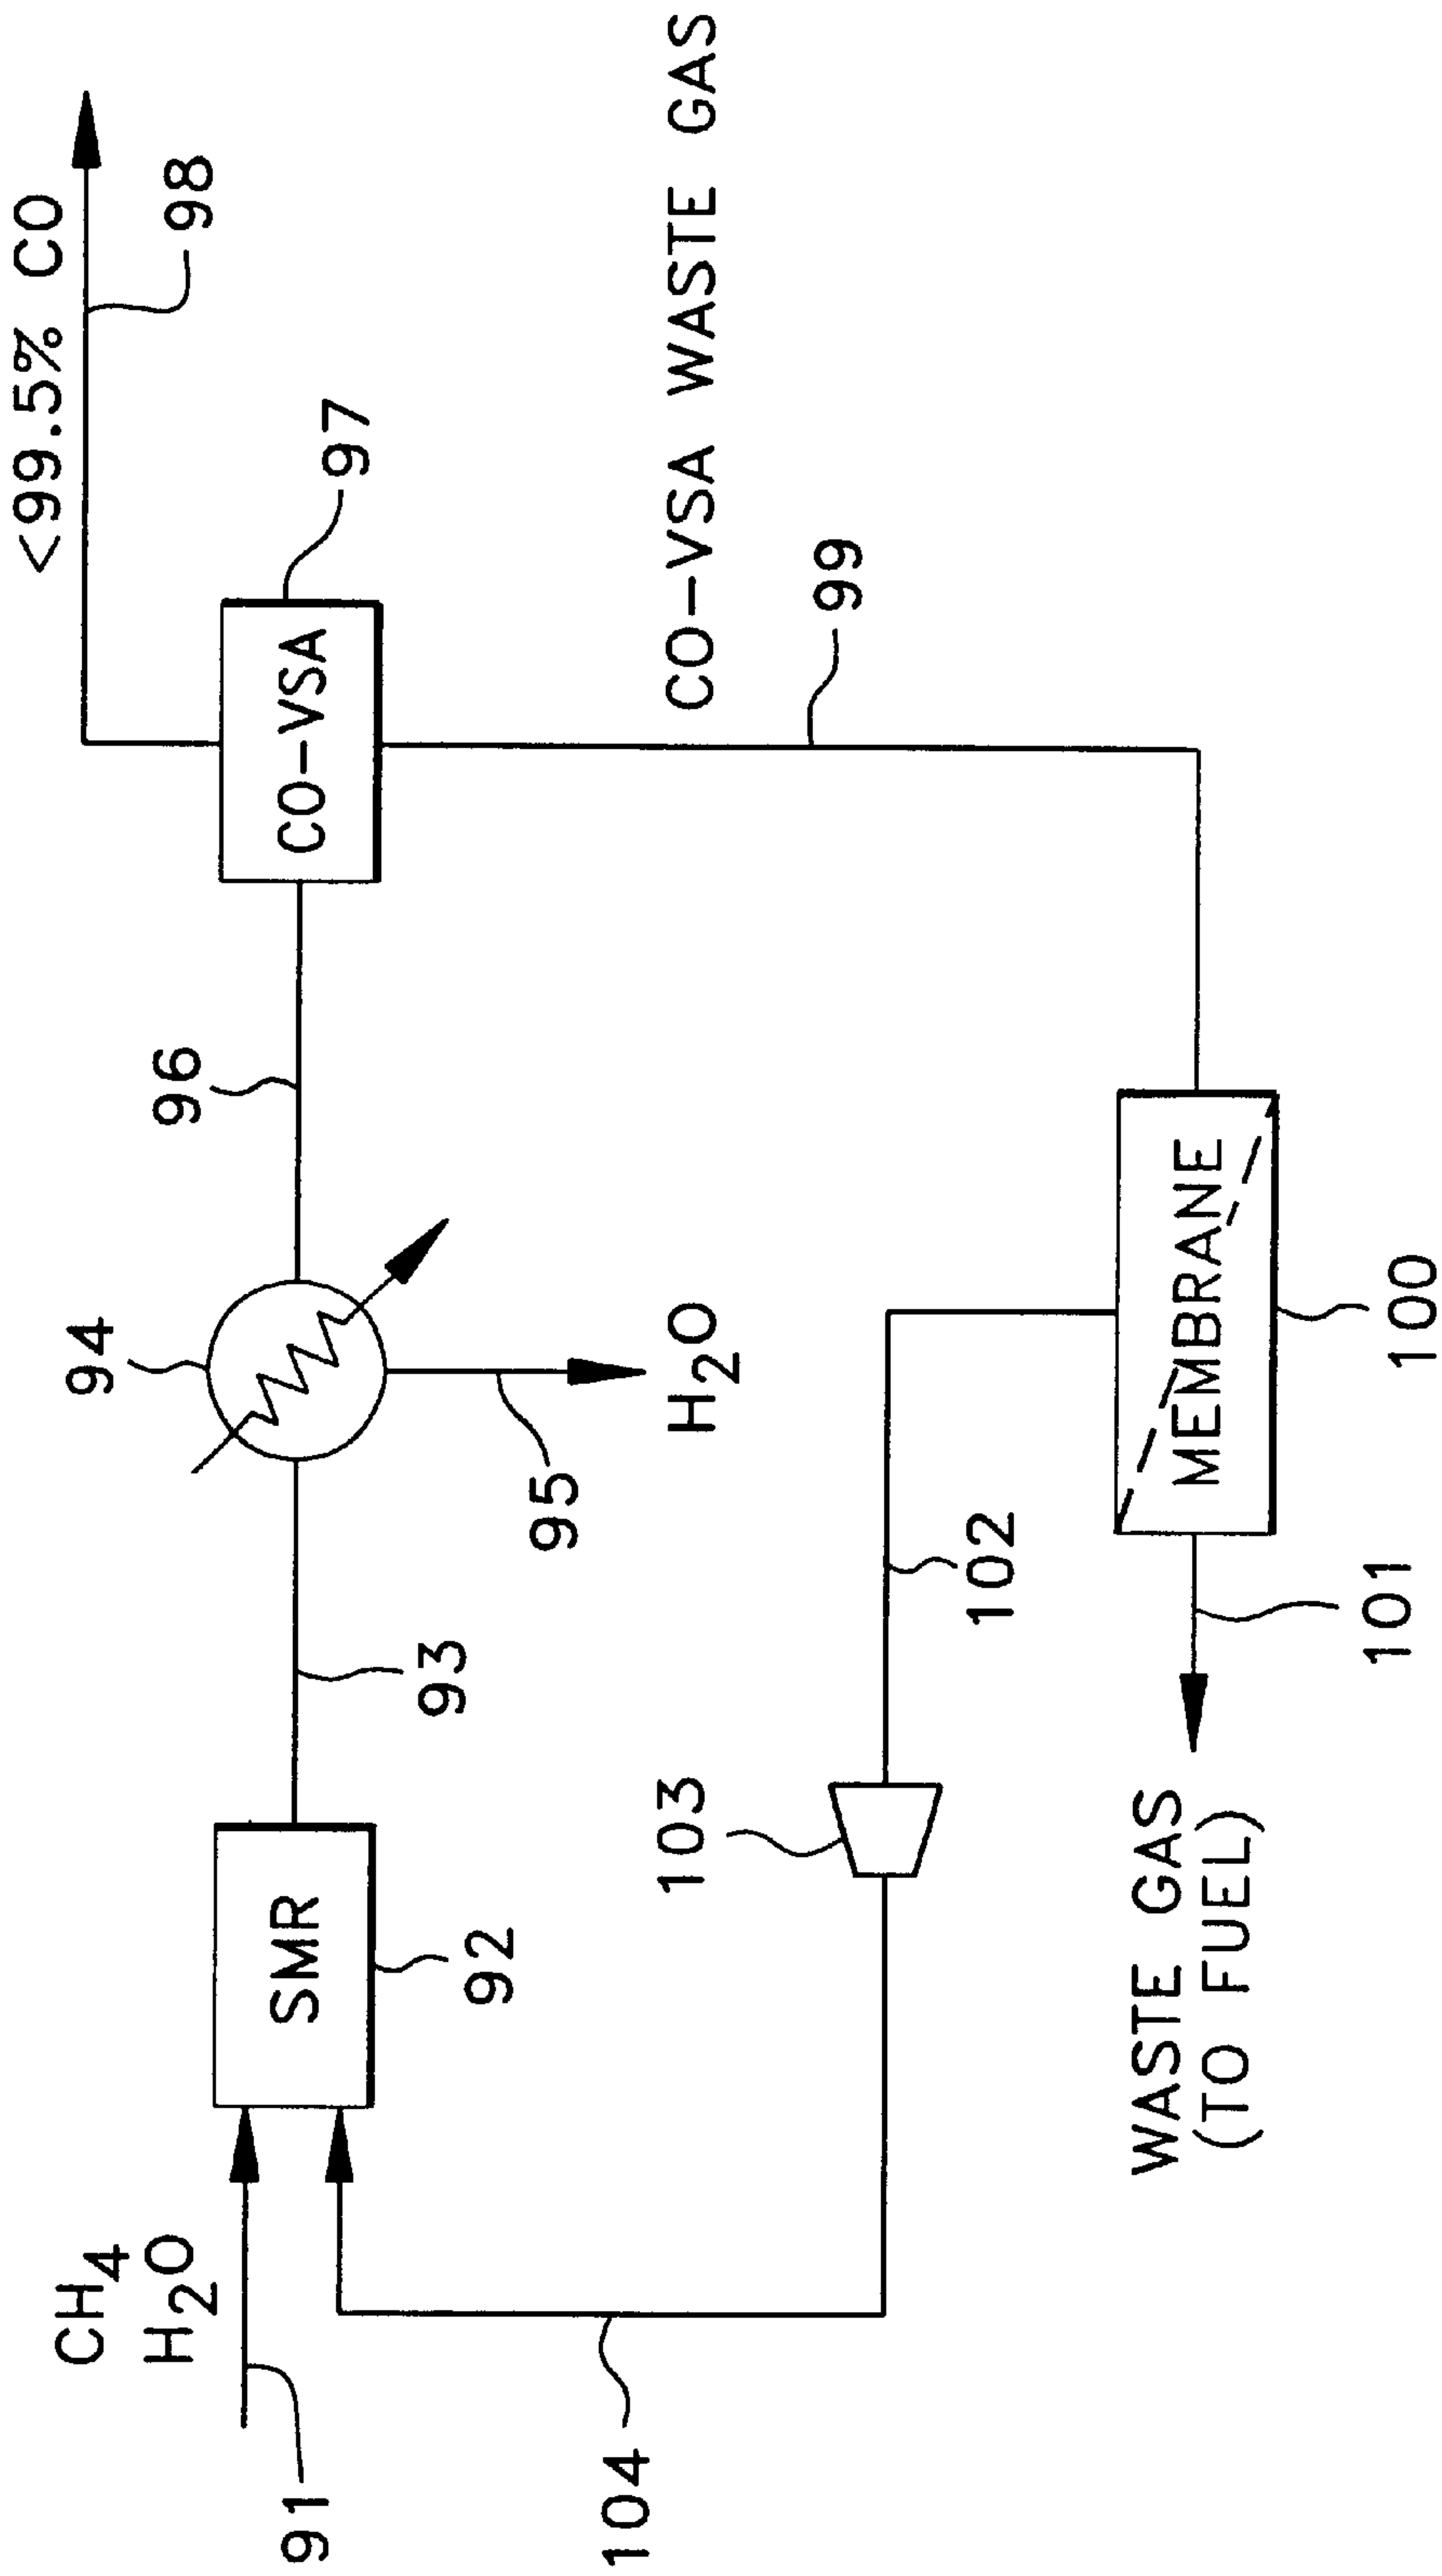 <99.5% CO
98
CH4
H2O
91
SMR
92
93
94
95
H2O
96
CO-VSA
97
CO-VSA WASTE GAS
99
104
103
102
MEMBRANE
100
101
WASTE GAS
(TO FUEL)